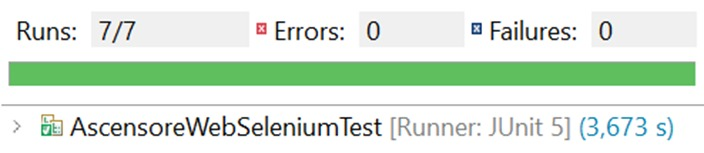 Runs: 7/7 Errors: 0 Failures: 0
AscensoreWebSeleniumTest [Runner: JUnit 5] (3,673 s)